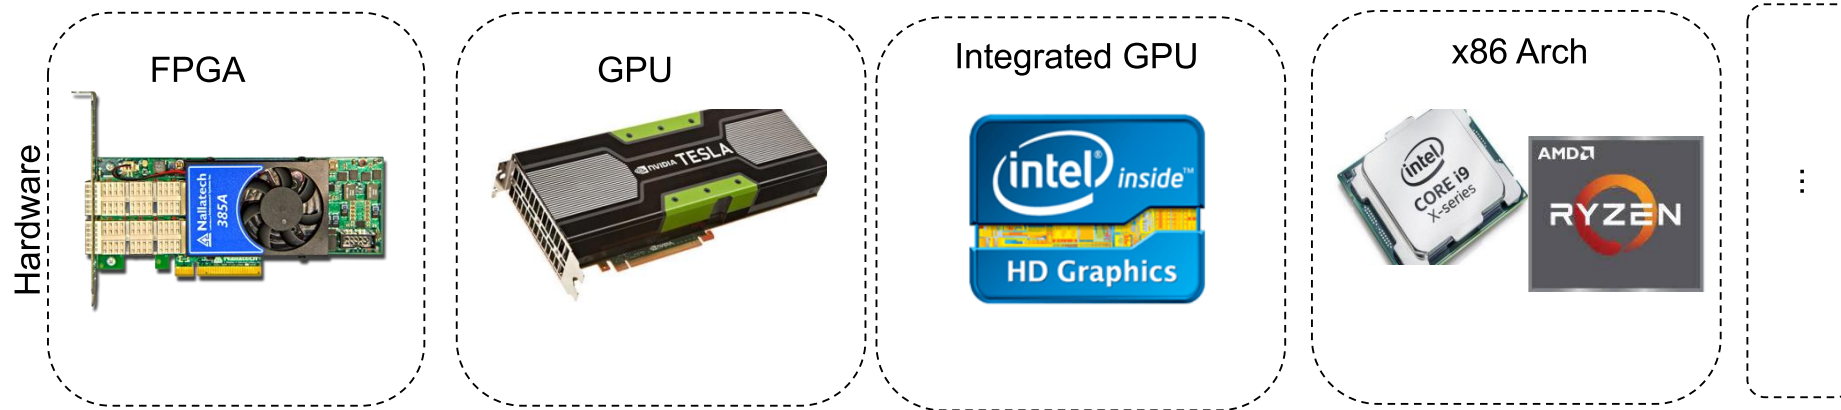 Hardware
FPGA
Nallatech
385A
GPU
NVIDIA TESLA
Integrated GPU
intel® inside™
HD Graphics
x86 Arch
intel
CORE i9
X-series
AMD
RYZEN
...